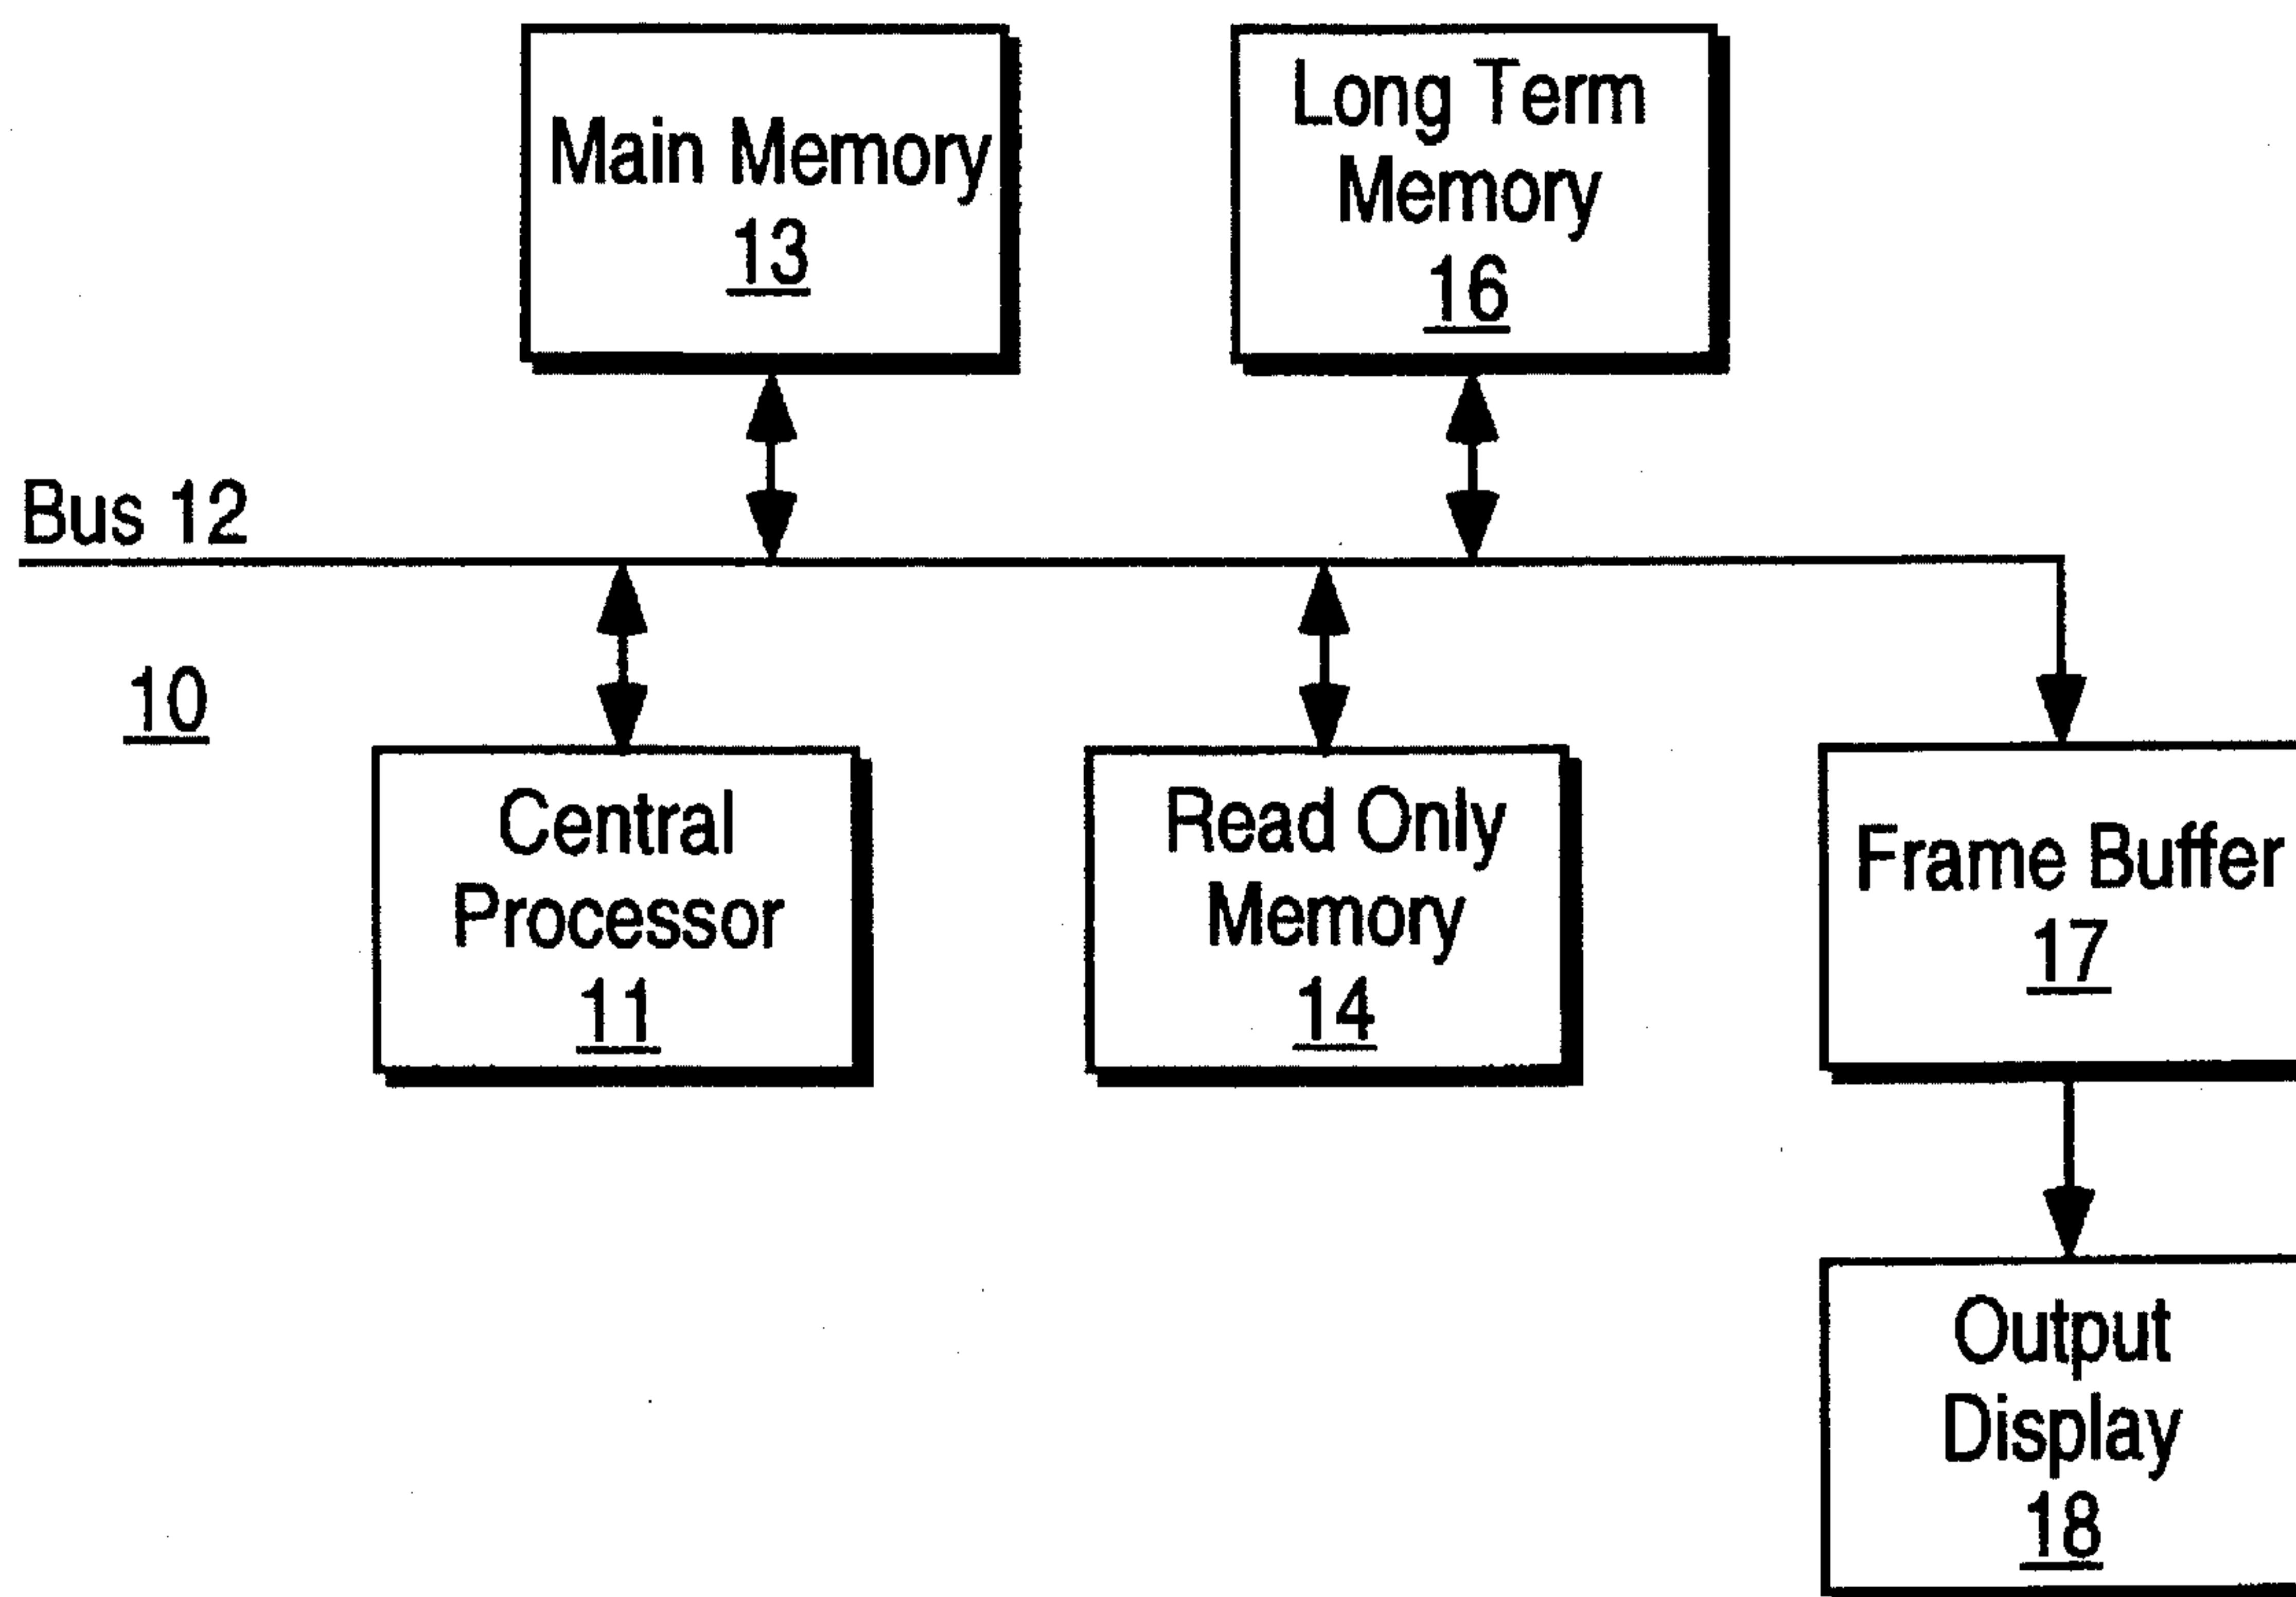 Main Memory
13
Long Term
Memory
16
Bus 12
10
Central
Processor
11
Read Only
Memory
14
Frame Buffer
17
Output
Display
18